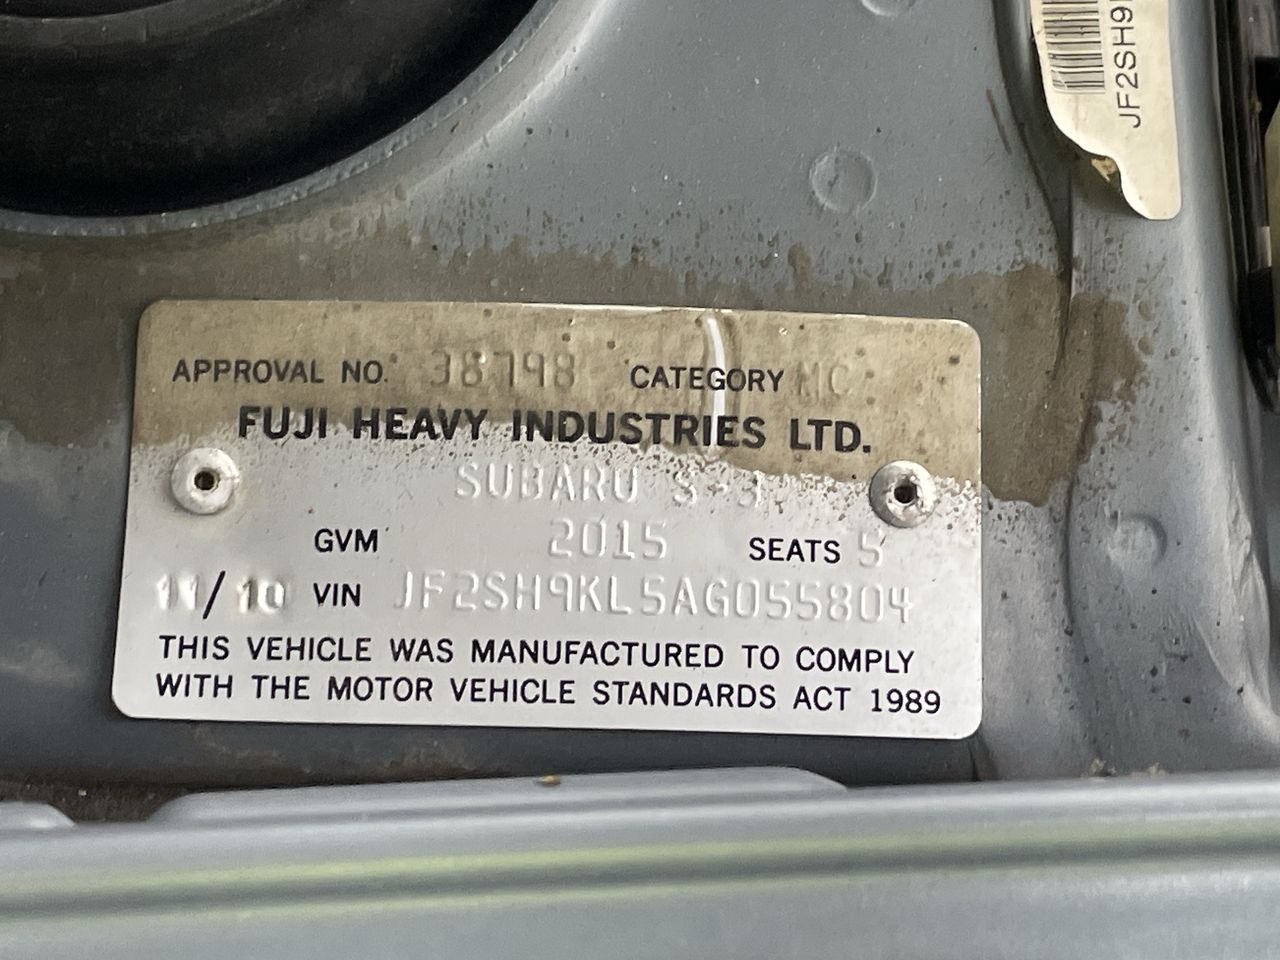 JF2SH9
APPROVAL NO. 38798 CATEGORY MC
FUJI HEAVY INDUSTRIES LTD.
SUBARU S-3
GVM 2015 SEATS 5
11/10 VIN JF2SH9KL5AG055804
THIS VEHICLE WAS MANUFACTURED TO COMPLY
WITH THE MOTOR VEHICLE STANDARDS ACT 1989